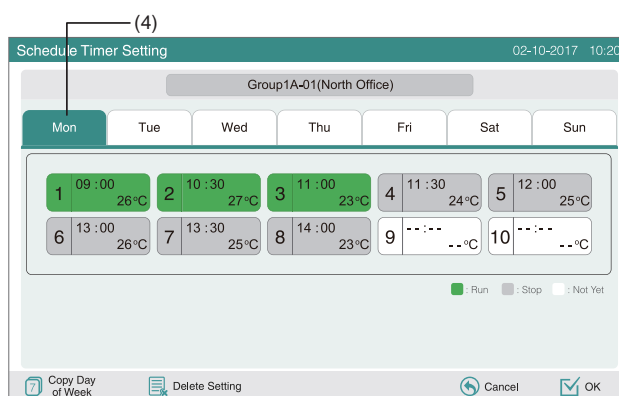 (4)
Schedule Timer Setting 02-10-2017 10:20
Group1A-01(North Office)
Mon Tue Wed Thu Fri Sat Sun
1 09:00 26°C 2 10:30 27°C 3 11:00 23°C 4 11:30 24°C 5 12:00 25°C
6 13:00 26°C 7 13:30 25°C 8 14:00 23°C 9 --:-- --°C 10 --:-- --°C
: Run : Stop : Not Yet
7 Copy Day of Week Delete Setting Cancel OK